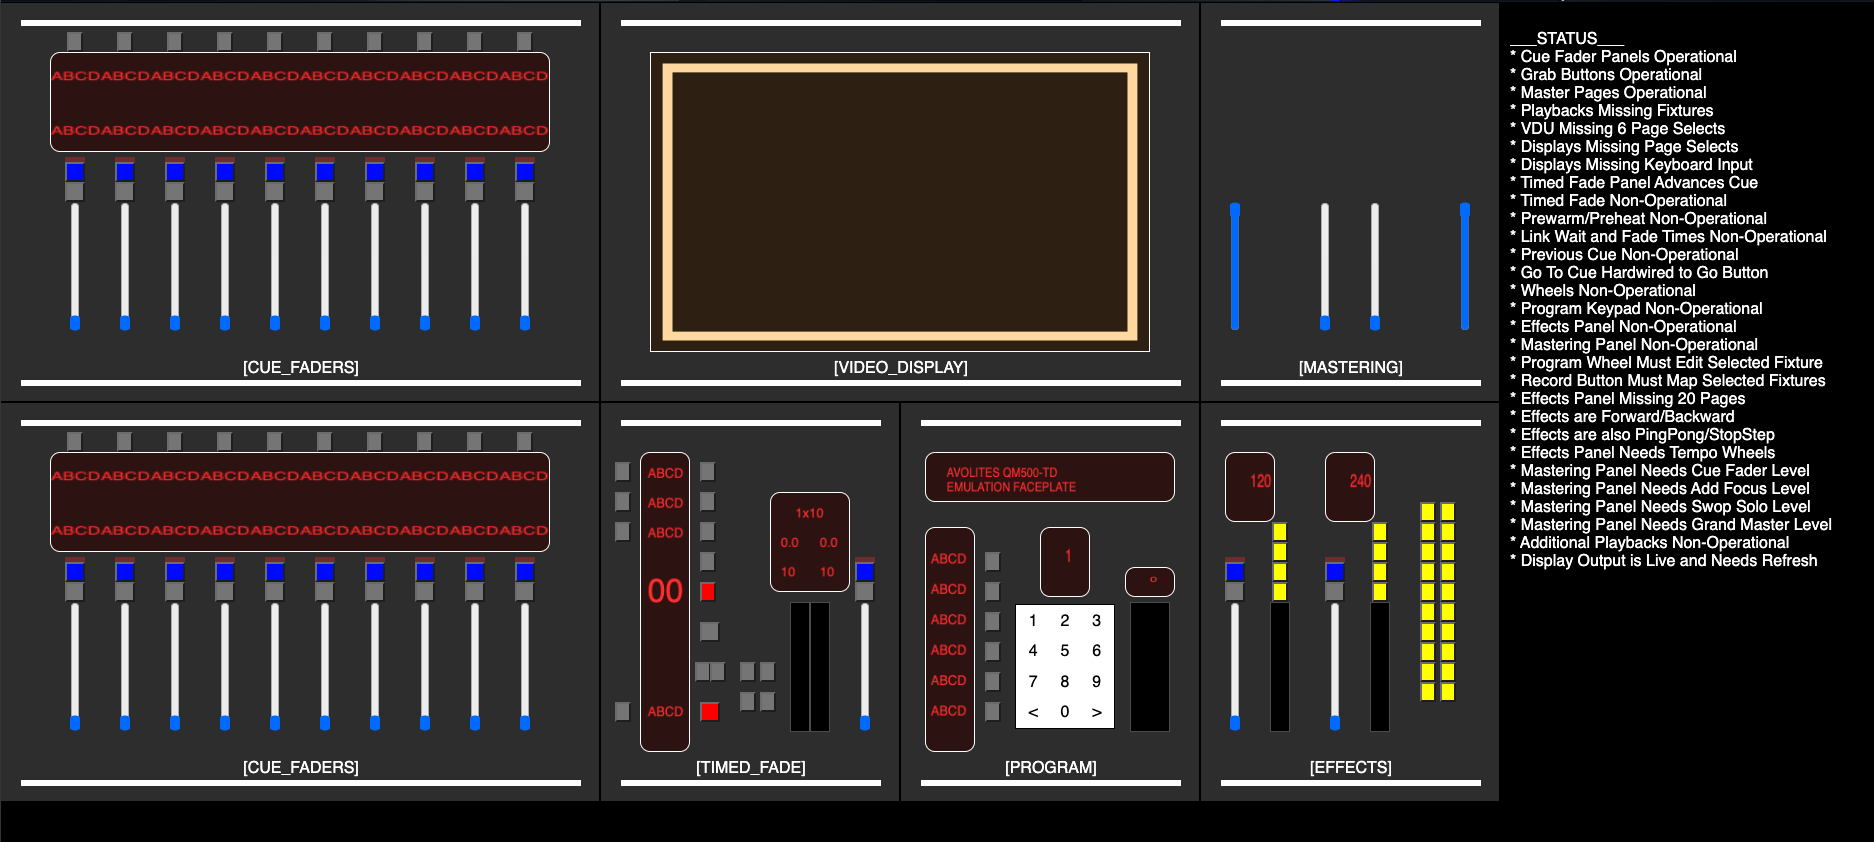 ABCDABCDABCDABCDABCDABCDABCDABCDABCDABCD
ABCDABCDABCDABCDABCDABCDABCDABCDABCDABCD
[CUE_FADERS]
[VIDEO_DISPLAY]
[MASTERING]
ABCDABCDABCDABCDABCDABCDABCDABCDABCDABCD
ABCDABCDABCDABCDABCDABCDABCDABCDABCDABCD
[CUE_FADERS]
ABCD
ABCD
ABCD
00
ABCD
1x10
0.0 0.0
10 10
[TIMED_FADE]
AVOLITES QM500-TD
EMULATION FACEPLATE
ABCD
ABCD
ABCD
ABCD
ABCD
ABCD
1
1 2 3
4 5 6
7 8 9
< 0 >
[PROGRAM]
120
240
[EFFECTS]
___STATUS___
* Cue Fader Panels Operational
* Grab Buttons Operational
* Master Pages Operational
* Playbacks Missing Fixtures
* VDU Missing 6 Page Selects
* Displays Missing Page Selects
* Displays Missing Keyboard Input
* Timed Fade Panel Advances Cue
* Timed Fade Non-Operational
* Prewarm/Preheat Non-Operational
* Link Wait and Fade Times Non-Operational
* Previous Cue Non-Operational
* Go To Cue Hardwired to Go Button
* Wheels Non-Operational
* Program Keypad Non-Operational
* Effects Panel Non-Operational
* Mastering Panel Non-Operational
* Program Wheel Must Edit Selected Fixture
* Record Button Must Map Selected Fixtures
* Effects Panel Missing 20 Pages
* Effects are Forward/Backward
* Effects are also PingPong/StopStep
* Effects Panel Needs Tempo Wheels
* Mastering Panel Needs Cue Fader Level
* Mastering Panel Needs Add Focus Level
* Mastering Panel Needs Swop Solo Level
* Mastering Panel Needs Grand Master Level
* Additional Playbacks Non-Operational
* Display Output is Live and Needs Refresh